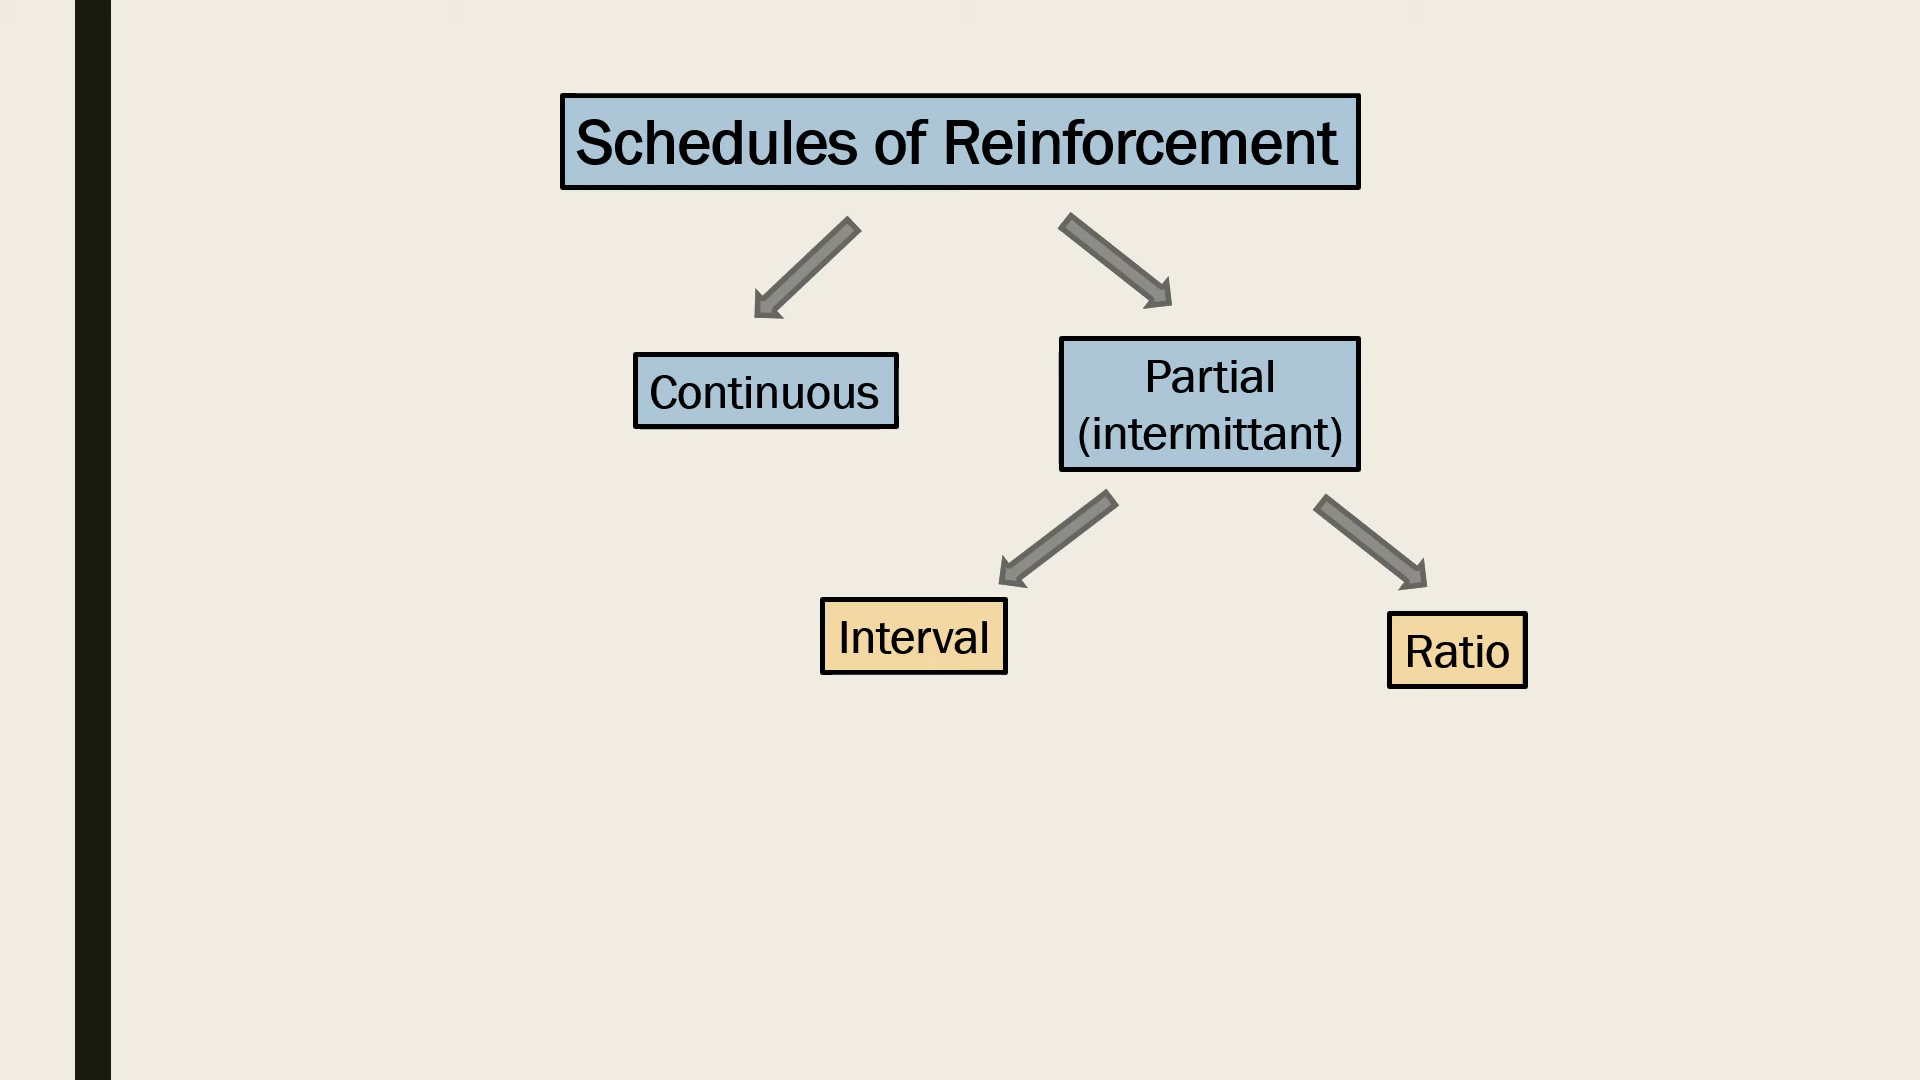 Schedules of Reinforcement
Continuous
Partial
(intermittant)
Interval
Ratio